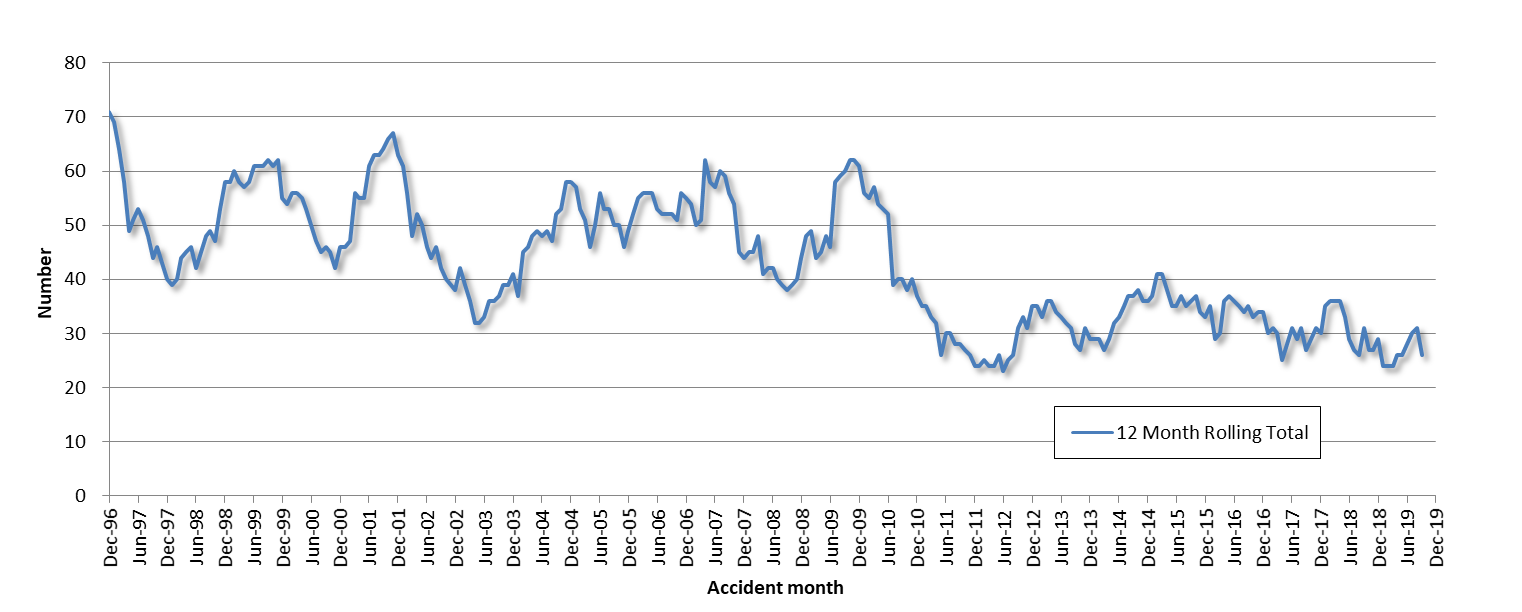 80
70
60
50
40
30
20
10
0
Number
12 Month Rolling Total
Dec-96
Jun-97
Dec-97
Jun-98
Dec-98
Jun-99
Dec-99
Jun-00
Dec-00
Jun-01
Dec-01
Jun-02
Dec-02
Jun-03
Dec-03
Jun-04
Dec-04
Jun-05
Dec-05
Jun-06
Dec-06
Jun-07
Dec-07
Jun-08
Dec-08
Jun-09
Dec-09
Jun-10
Dec-10
Jun-11
Dec-11
Jun-12
Dec-12
Jun-13
Dec-13
Jun-14
Dec-14
Jun-15
Dec-15
Jun-16
Dec-16
Jun-17
Dec-17
Jun-18
Dec-18
Jun-19
Dec-19
Accident month